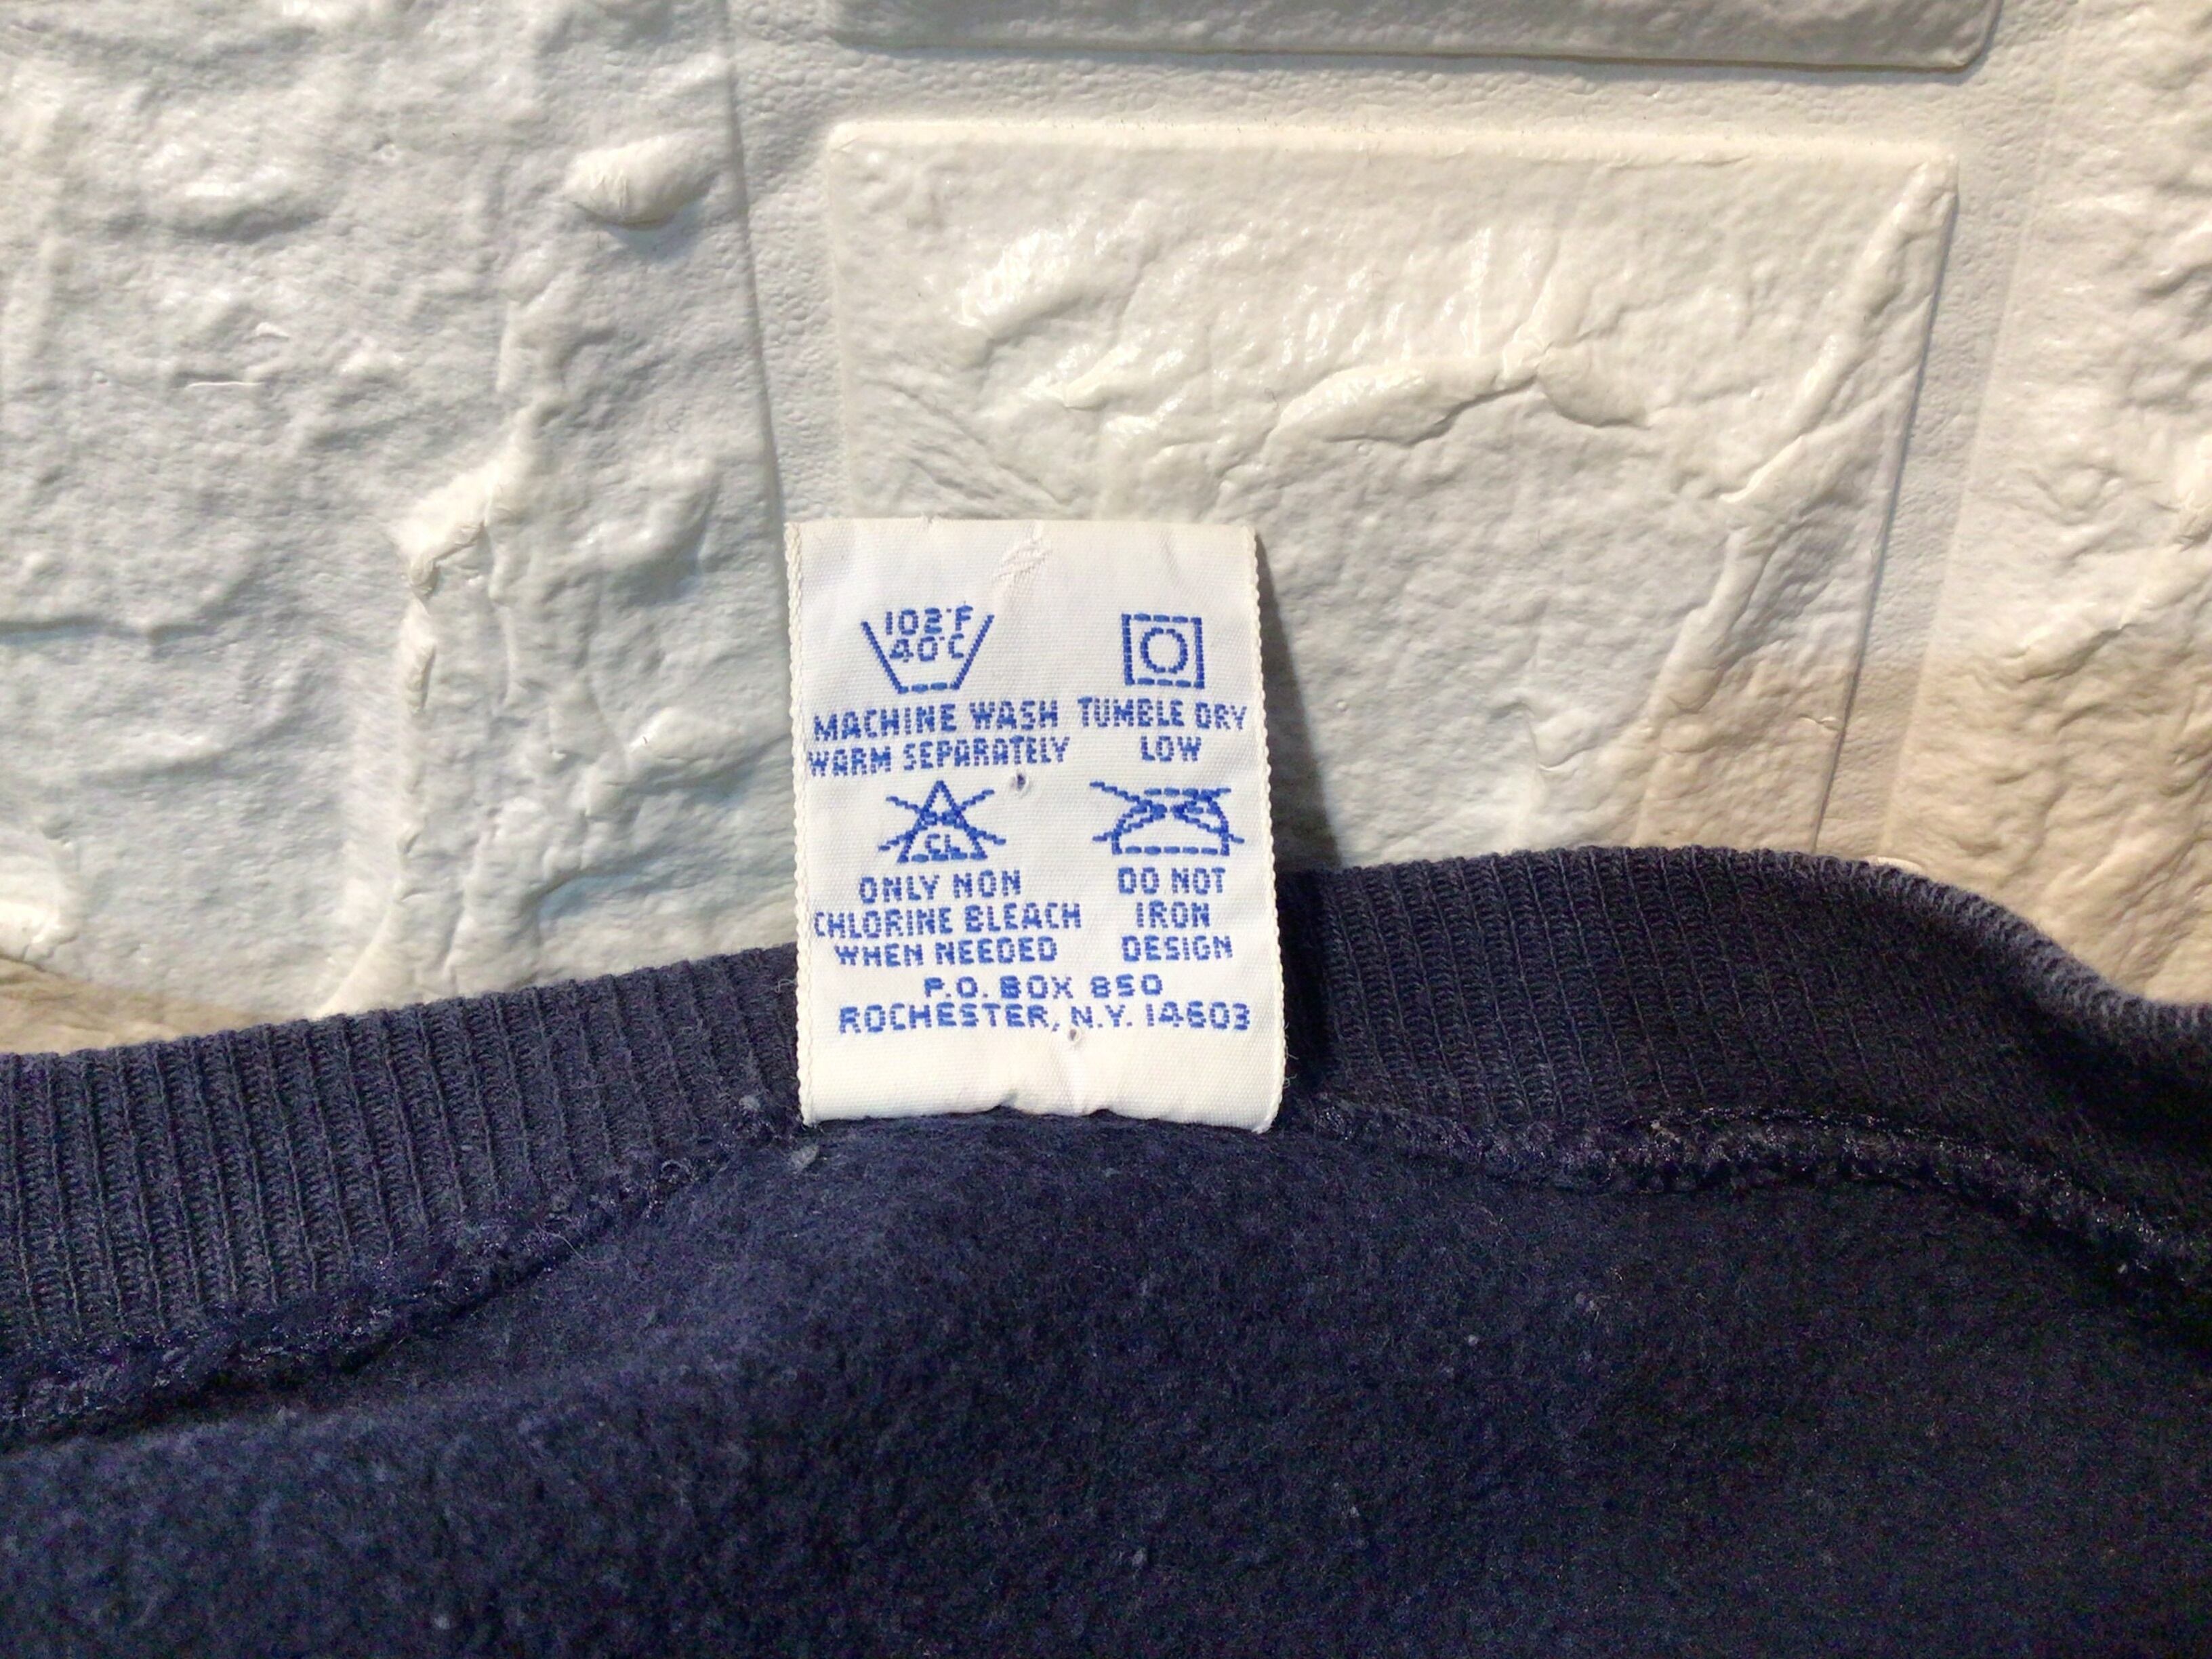 102°F
40°C
MACHINE WASH
WARM SEPARATELY
TUMBLE DRY
LOW
CL
ONLY NON
CHLORINE BLEACH
WHEN NEEDED
DO NOT
IRON
DESIGN
P.O. BOX 850
ROCHESTER, N.Y. 14603